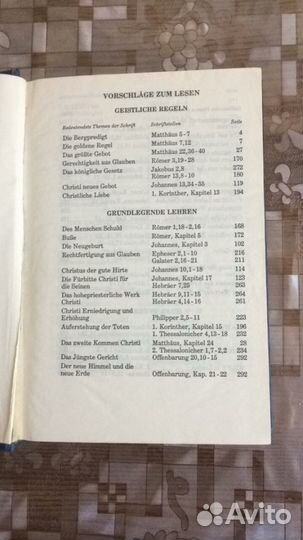 VORSCHLÄGE ZUM LESEN
GEISTLICHE REGELN
Bedeutendste Themen der Schrift Schriftstellen Seite
Die Bergpredigt Matthäus 5-7 4
Die goldene Regel Matthäus 7,12 7
Das größte Gebot Matthäus 22,36-40 27
Gerechtigkeit aus Glauben Römer 3,19-28 170
Das königliche Gesetz Jakobus 2,8 272
Römer 13,8-10 180
Christi neues Gebot Johannes 13,34-35 119
Christliche Liebe 1. Korinther, Kapitel 13 194
GRUNDLEGENDE LEHREN
Des Menschen Schuld Römer 1,18-2,16 168
Buße Römer, Kapitel 5 172
Die Neugeburt Johannes, Kapitel 3 102
Rechtfertigung aus Glauben Epheser 2,1-10 216
Galater 2,16-21 211
Christus der gute Hirte Johannes 10,1-18 114
Die Fürbitte Christi für Johannes, Kapitel 17 123
die Seinen Hebräer 7,25 263
Das hohepriesterliche Werk Hebräer 9,11-15 264
Christi Hebräer 4,14-16 261
Christi Erniedrigung und
Erhöhung Philipper 2,5-11 223
Auferstehung der Toten 1. Korinther, Kapitel 15 196
1. Thessalonicher 4,13-18 232
Das zweite Kommen Christi Matthäus, Kapitel 24 28
2. Thessalonicher 1,7-2,2 234
Das Jüngste Gericht Offenbarung 20,10-15 292
Der neue Himmel und die
neue Erde Offenbarung, Kap. 21-22 292
Avito